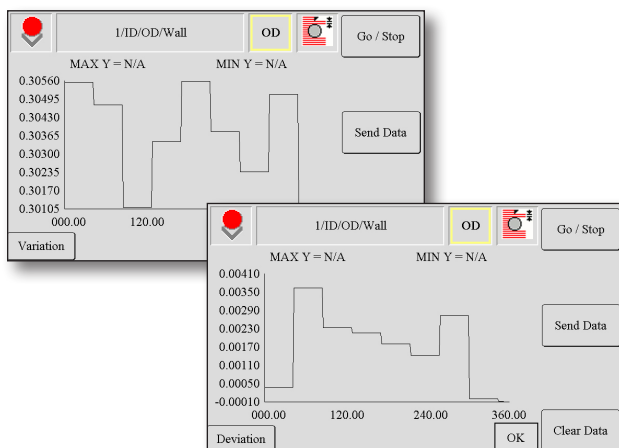 1/ID/OD/Wall OD Go / Stop
MAX Y = N/A MIN Y = N/A
0.30560
0.30495
0.30430
0.30365
0.30300
0.30235
0.30170
0.30105
000.00 120.00
Send Data
Variation
1/ID/OD/Wall OD Go / Stop
MAX Y = N/A MIN Y = N/A
0.00410
0.00350
0.00290
0.00230
0.00170
0.00110
0.00050
-0.00010
000.00 120.00 240.00 360.00
Send Data
Deviation OK Clear Data